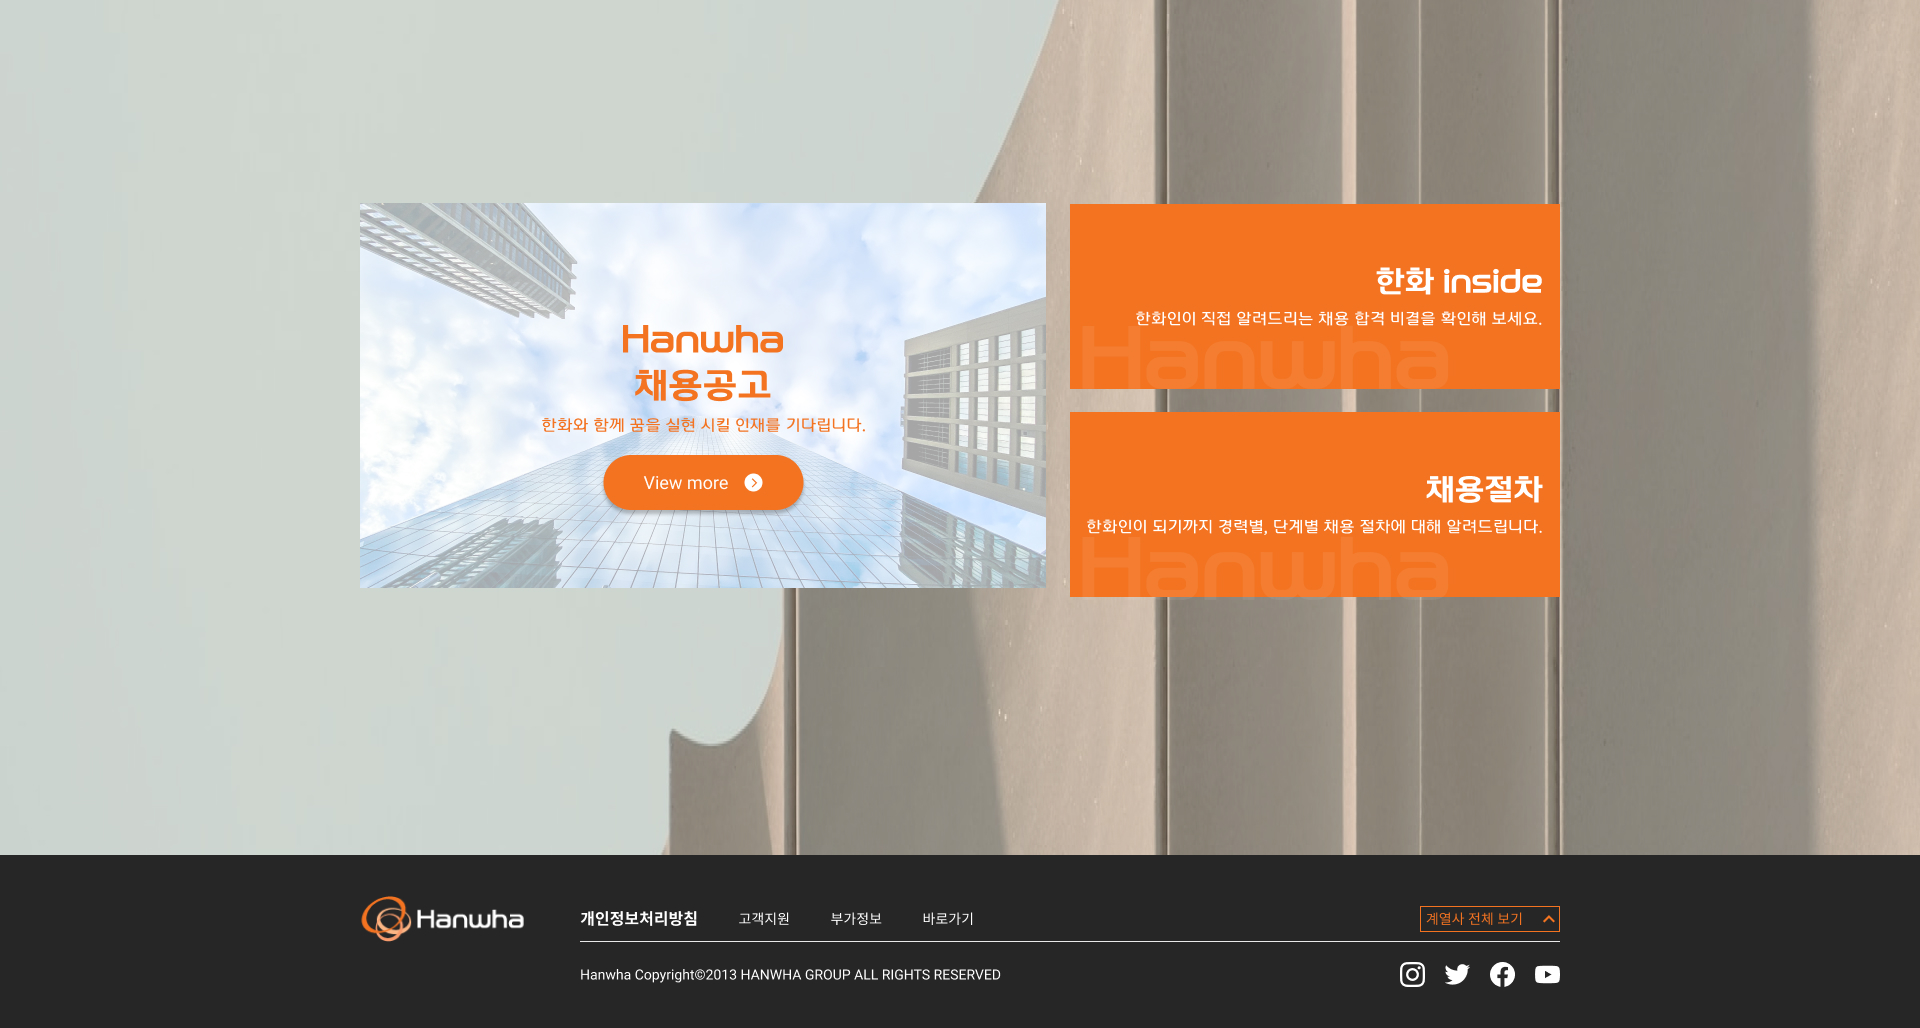 Hanwha
채용공고
한화와 함께 꿈을 실현 시킬 인재를 기다립니다.
View more
한화 inside
한화인이 직접 알려드리는 채용 합격 비결을 확인해 보세요.
Hanwha
채용절차
한화인이 되기까지 경력별, 단계별 채용 절차에 대해 알려드립니다.
Hanwha
Hanwha
개인정보처리방침 고객지원 부가정보 바로가기
계열사 전체 보기
Hanwha Copyright©2013 HANWHA GROUP ALL RIGHTS RESERVED